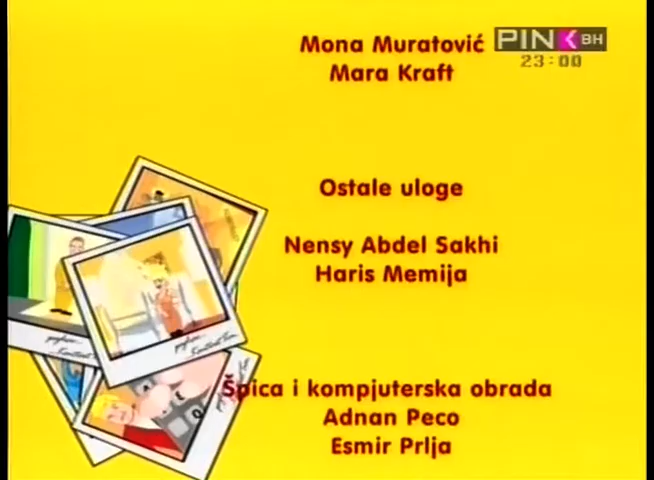 Mona Muratović
PINK BH
Mara Kraft
23:00
Ostale uloge
Nensy Abdel Sakhi
Haris Memija
Špica i kompjuterska obrada
Adnan Peco
Esmir Prlja